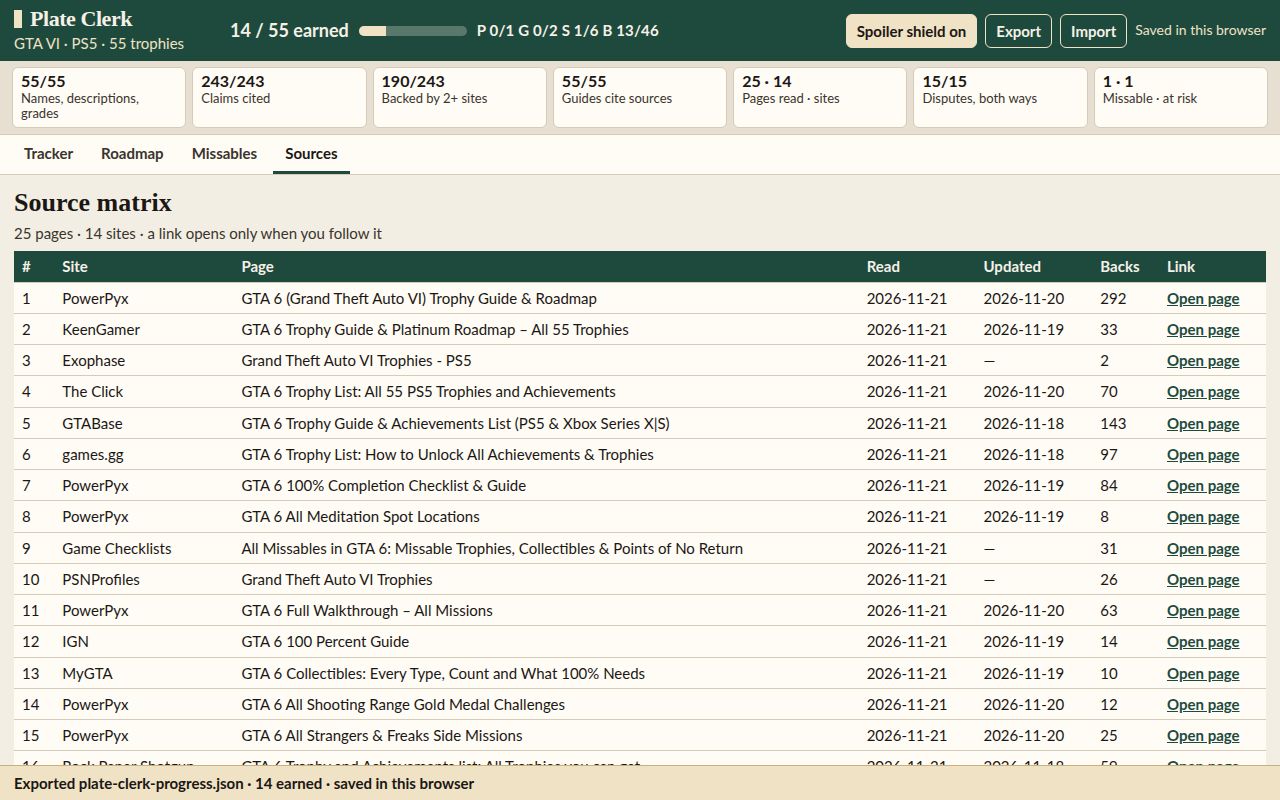 Plate Clerk
GTA VI · PS5 · 55 trophies
14 / 55 earned
P 0/1 G 0/2 S 1/6 B 13/46
Spoiler shield on
Export
Import
Saved in this browser
55/55
Names, descriptions,
grades
243/243
Claims cited
190/243
Backed by 2+ sites
55/55
Guides cite sources
25 · 14
Pages read · sites
15/15
Disputes, both ways
1 · 1
Missable · at risk
Tracker
Roadmap
Missables
Sources
Source matrix
25 pages · 14 sites · a link opens only when you follow it
# Site Page Read Updated Backs Link
1 PowerPyx GTA 6 (Grand Theft Auto VI) Trophy Guide & Roadmap 2026-11-21 2026-11-20 292 Open page
2 KeenGamer GTA 6 Trophy Guide & Platinum Roadmap – All 55 Trophies 2026-11-21 2026-11-19 33 Open page
3 Exophase Grand Theft Auto VI Trophies - PS5 2026-11-21 — 2 Open page
4 The Click GTA 6 Trophy List: All 55 PS5 Trophies and Achievements 2026-11-21 2026-11-20 70 Open page
5 GTABase GTA 6 Trophy Guide & Achievements List (PS5 & Xbox Series X|S) 2026-11-21 2026-11-18 143 Open page
6 games.gg GTA 6 Trophy List: How to Unlock All Achievements & Trophies 2026-11-21 2026-11-18 97 Open page
7 PowerPyx GTA 6 100% Completion Checklist & Guide 2026-11-21 2026-11-19 84 Open page
8 PowerPyx GTA 6 All Meditation Spot Locations 2026-11-21 2026-11-19 8 Open page
9 Game Checklists All Missables in GTA 6: Missable Trophies, Collectibles & Points of No Return 2026-11-21 — 31 Open page
10 PSNProfiles Grand Theft Auto VI Trophies 2026-11-21 — 26 Open page
11 PowerPyx GTA 6 Full Walkthrough – All Missions 2026-11-21 2026-11-20 63 Open page
12 IGN GTA 6 100 Percent Guide 2026-11-21 2026-11-19 14 Open page
13 MyGTA GTA 6 Collectibles: Every Type, Count and What 100% Needs 2026-11-21 2026-11-19 10 Open page
14 PowerPyx GTA 6 All Shooting Range Gold Medal Challenges 2026-11-21 2026-11-20 12 Open page
15 PowerPyx GTA 6 All Strangers & Freaks Side Missions 2026-11-21 2026-11-20 25 Open page
Exported plate-clerk-progress.json · 14 earned · saved in this browser